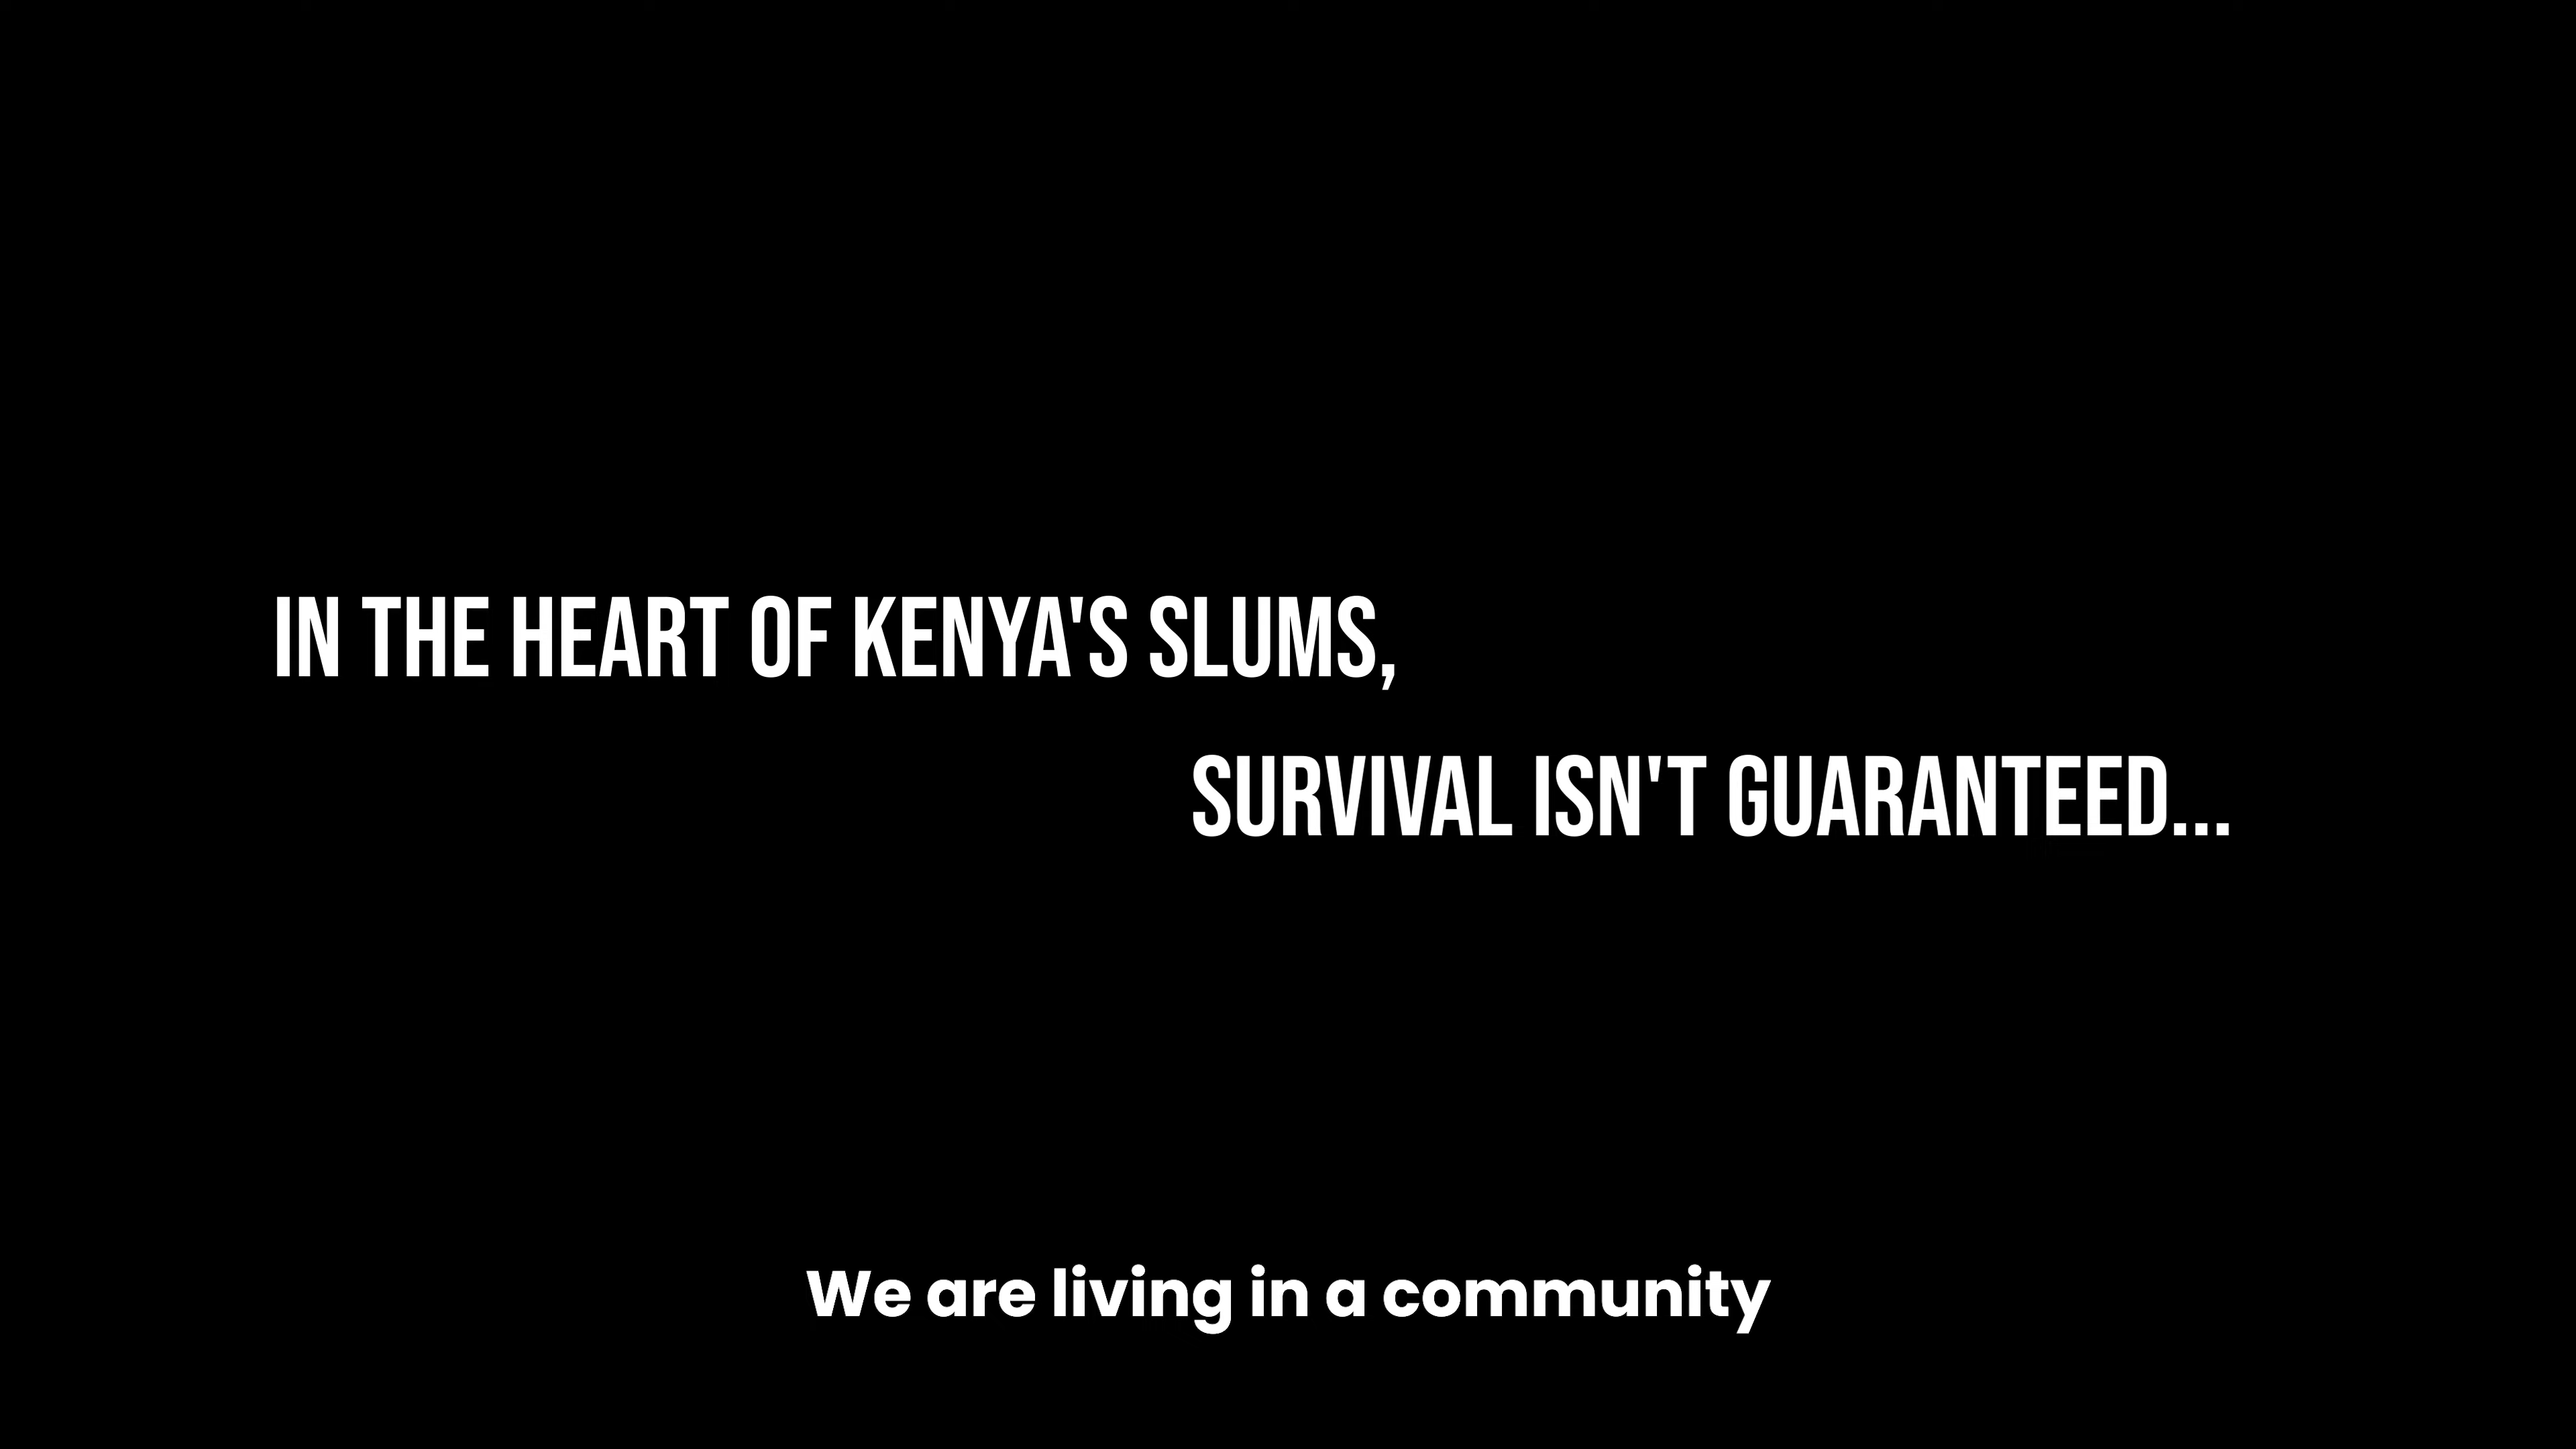 IN THE HEART OF KENYA'S SLUMS,
SURVIVAL ISN'T GUARANTEED...
We are living in a community